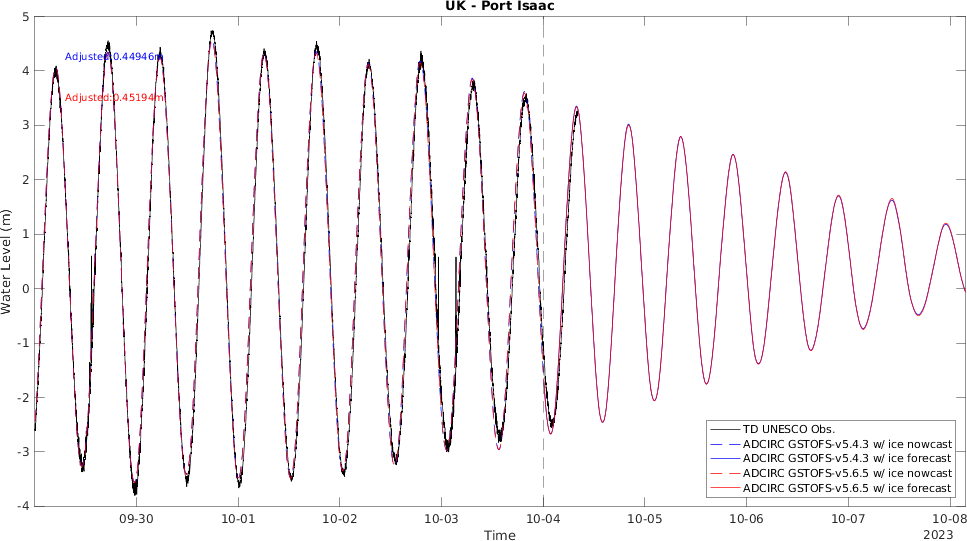 UK - Port Isaac
5
4
3
2
1
0
-1
-2
-3
-4
Water Level (m)
Adjusted:0.44946m
Adjusted:0.45194m
TD UNESCO Obs.
ADCIRC GSTOFS-v5.4.3 w/ ice nowcast
ADCIRC GSTOFS-v5.4.3 w/ ice forecast
ADCIRC GSTOFS-v5.6.5 w/ ice nowcast
ADCIRC GSTOFS-v5.6.5 w/ ice forecast
09-30 10-01 10-02 10-03 10-04 10-05 10-06 10-07 10-08
2023
Time